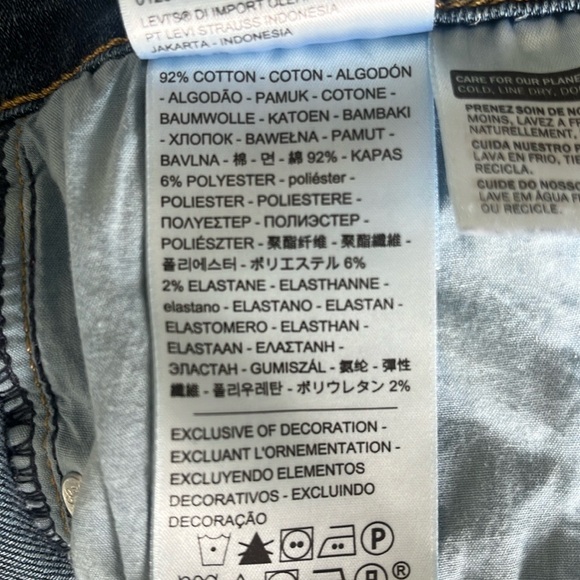 LEVI'S® DI IMPORT OLEH
PT LEVI STRAUSS INDONESIA
JAKARTA - INDONESIA
92% COTTON - COTON - ALGODÓN
- ALGODÃO - PAMUK - COTONE -
BAUMWOLLE - KATOEN - BAMBAKI
- ХЛОПОК - BAWEŁNA - PAMUT -
BAVLNA - 棉 - 면 - 綿 92% - KAPAS
6% POLYESTER - poliéster -
POLIESTER - POLIESTERE -
ΠΟΛΥΕΣΤΕΡ - ПОЛИЭСТЕР -
POLIÉSZTER - 聚酯纤维 - 聚酯纖維 -
폴리에스터 - ポリエステル 6%
2% ELASTANE - ELASTHANNE -
elastano - ELASTANO - ELASTAN -
ELASTOMERO - ELASTHAN -
ELASTAAN - ΕΛΑΣΤΑΝΗ -
ЭЛАСТАН - GUMISZÁL - 氨纶 - 彈性
纖維 - 폴리우레탄 - ポリウレタン 2%
EXCLUSIVE OF DECORATION -
EXCLUANT L'ORNEMENTATION -
EXCLUYENDO ELEMENTOS
DECORATIVOS - EXCLUINDO
DECORAÇÃO
P
®
CARE FOR OUR PLANE
COLD, LINE DRY, DO
PRENEZ SOIN DE NO
MOINS, LAVEZ A FR
NATURELLEMENT,
CUIDA NUESTRO P
LAVA EN FRIO, TIE
RECICLA.
CUIDE DO NOSSO
LAVE EM ÁGUA F
OU RECICLE.